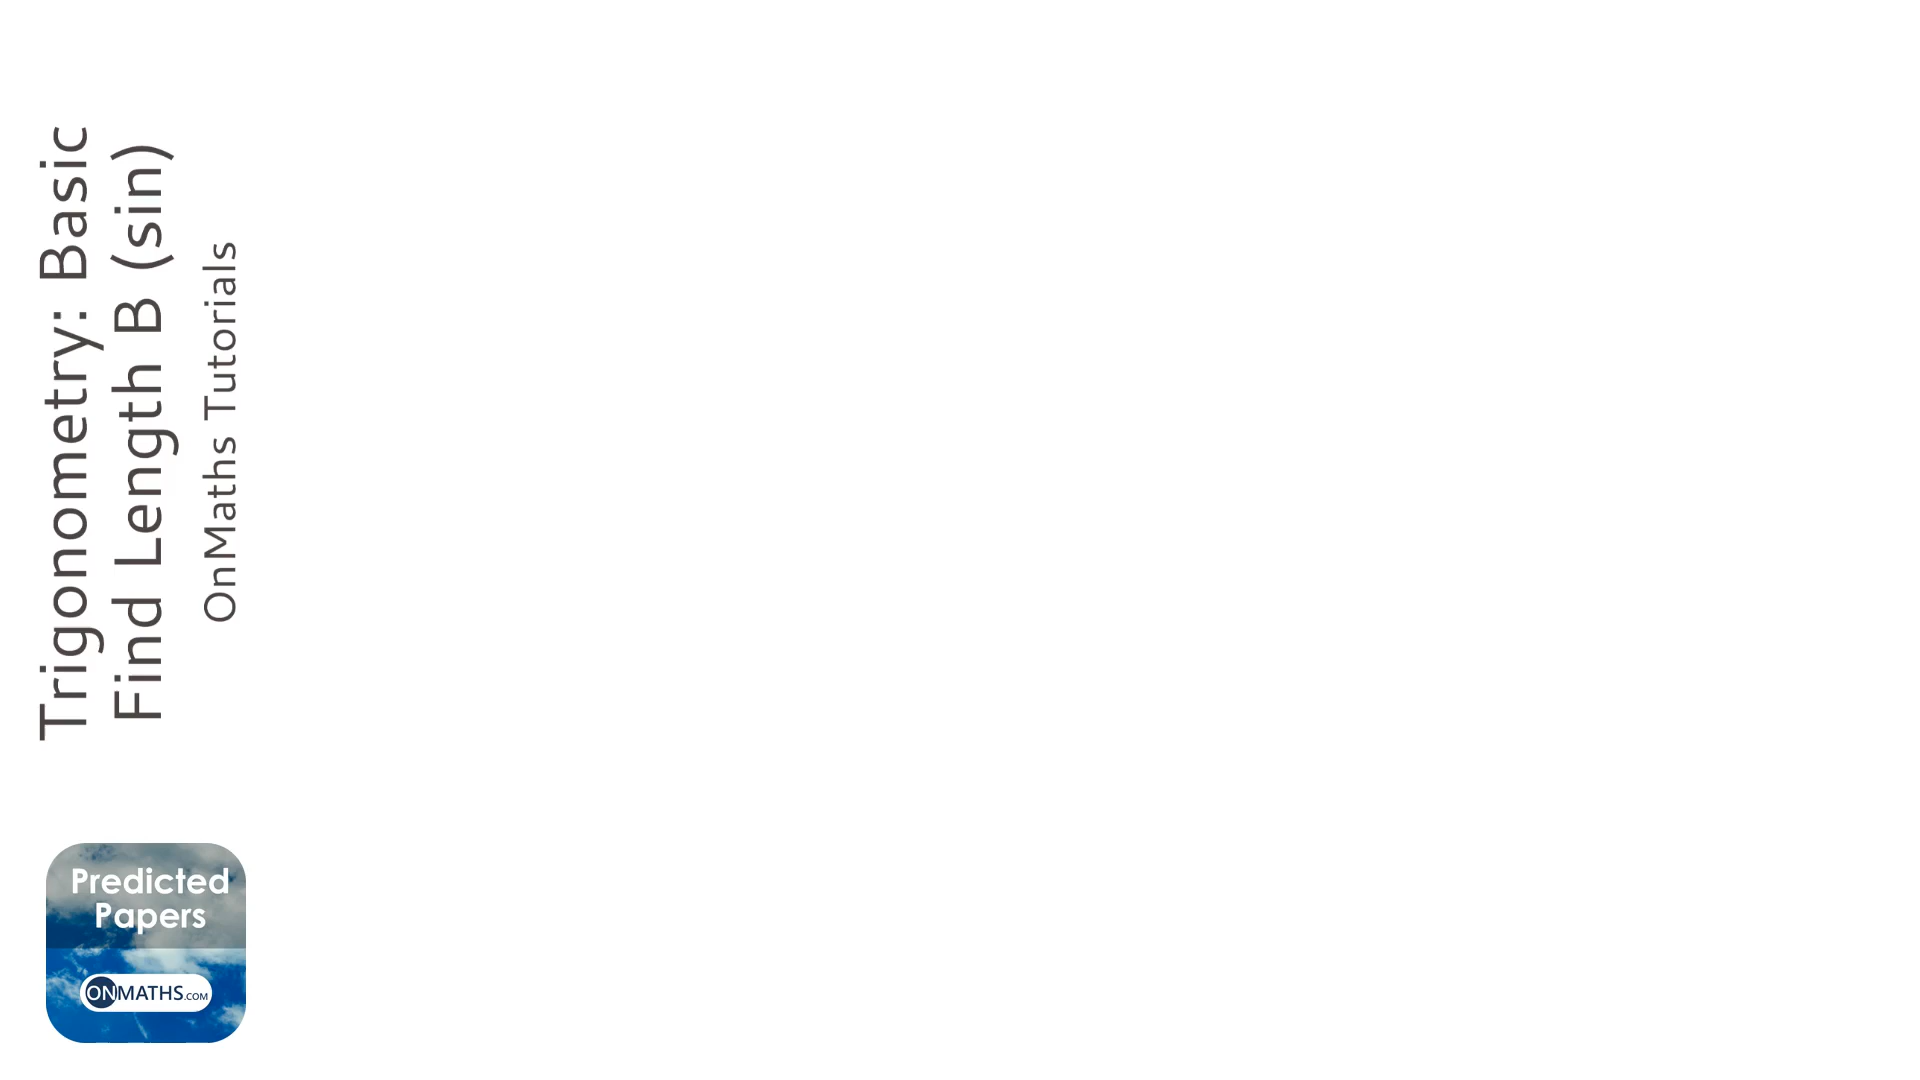 Trigonometry: Basic
Find Length B (sin)
OnMaths Tutorials
Predicted
Papers
ONMATHS.COM